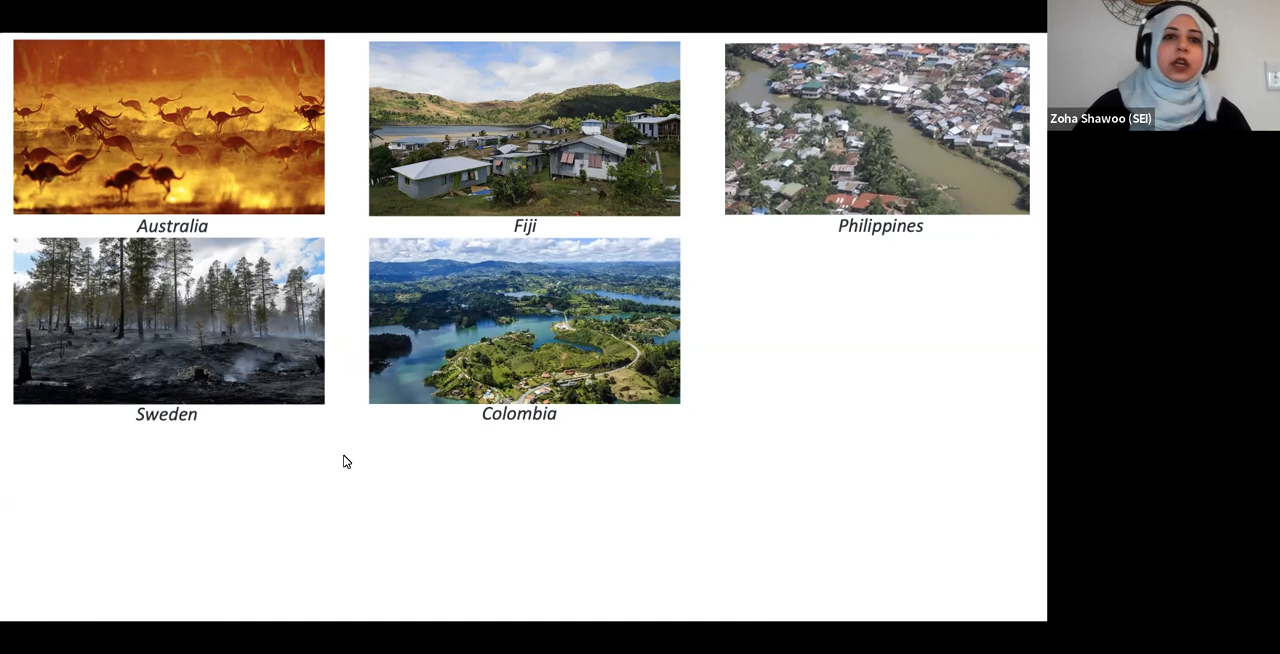 Zoha Shawoo (SEI)
Australia
Fiji
Philippines
Sweden
Colombia